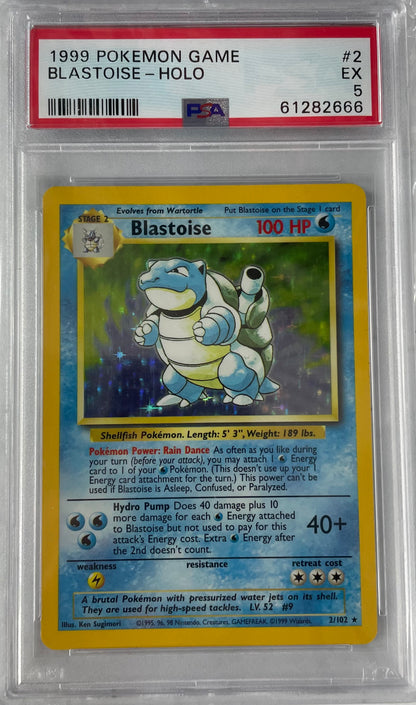 1999 POKEMON GAME #2
BLASTOISE – HOLO EX
5
PSA 61282666
Evolves from Wartortle Put Blastoise on the Stage 1 card
STAGE 2
Blastoise 100 HP
Shellfish Pokémon. Length: 5' 3", Weight: 189 lbs.
Pokémon Power: Rain Dance As often as you like during
your turn (before your attack), you may attach 1 Energy
card to 1 of your Pokémon. (This doesn't use up your 1
Energy card attachment for the turn.) This power can't be used
if Blastoise is Asleep, Confused, or Paralyzed.
Hydro Pump Does 40 damage plus 10
more damage for each Energy attached
to Blastoise but not used to pay for this
attack's Energy cost. Extra Energy after
the 2nd doesn't count.
40+
weakness resistance retreat cost
A brutal Pokémon with pressurized water jets on its shell.
They are used for high-speed tackles. LV. 52 #9
Illus. Ken Sugimori ©1995, 96, 98 Nintendo, Creatures, GAMEFREAK. ©1999 Wizards. 2/102 ★